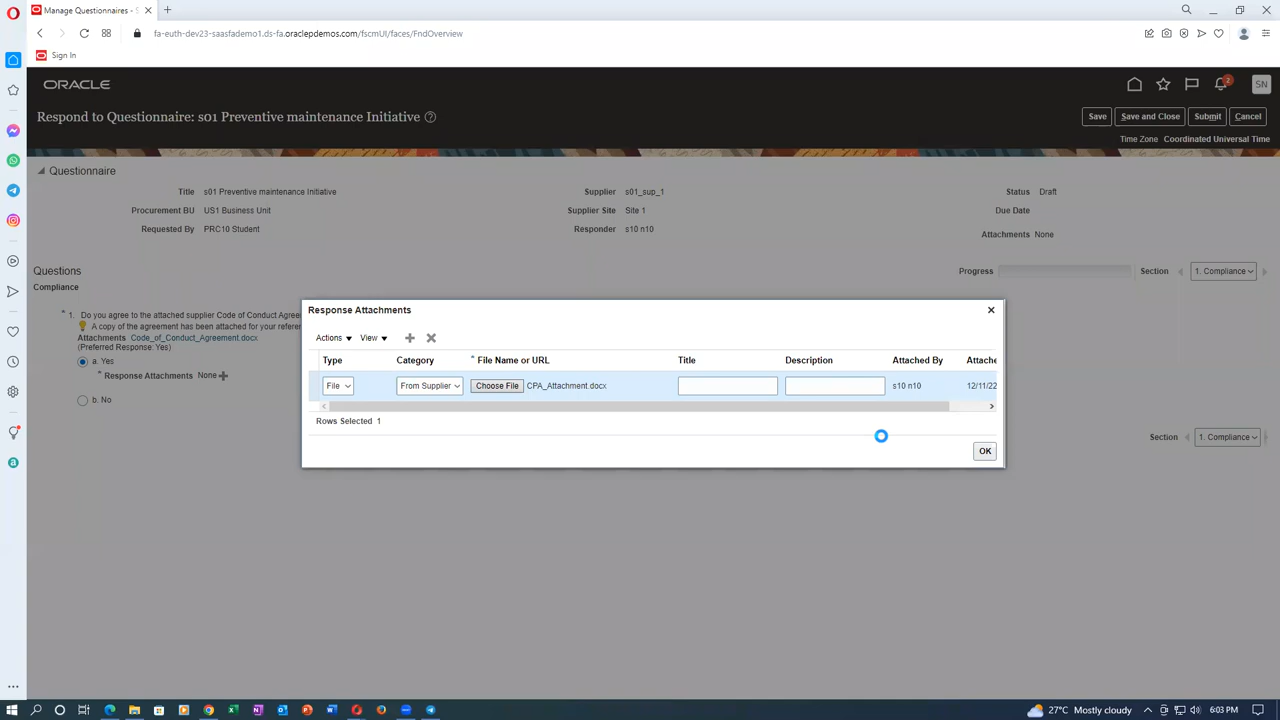 Manage Questionnaires - S
fa-euth-dev23-saasfademo1.ds-fa.oraclepdemos.com/fscmUI/faces/FndOverview
Sign In
ORACLE
2
SN
Respond to Questionnaire: s01 Preventive maintenance Initiative
Save
Save and Close
Submit
Cancel
Time Zone Coordinated Universal Time
Questionnaire
Title s01 Preventive maintenance Initiative
Supplier s01_sup_1
Status Draft
Procurement BU US1 Business Unit
Supplier Site Site 1
Due Date
Requested By PRC10 Student
Responder s10 n10
Attachments None
Questions
Progress
Section 1. Compliance
Compliance
* 1. Do you agree to the attached supplier Code of Conduct Agree
A copy of the agreement has been attached for your refere
Attachments Code_of_Conduct_Agreement.docx
(Preferred Response: Yes)
a. Yes
* Response Attachments None
b. No
Response Attachments
Actions View
Type Category * File Name or URL Title Description Attached By Attache
File From Supplier Choose File CPA_Attachment.docx s10 n10 12/11/22
Rows Selected 1
OK
Section 1. Compliance
27°C Mostly cloudy
6:03 PM